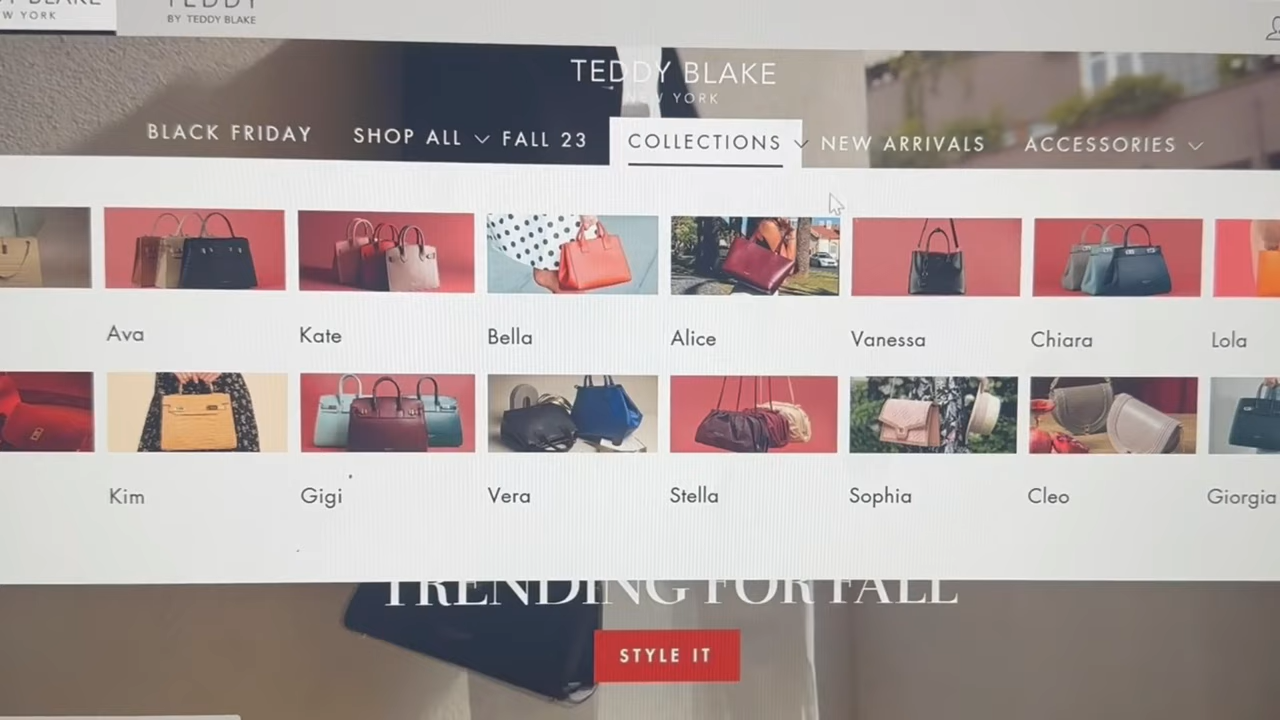 W YORK
TEDDY
BY TEDDY BLAKE
TEDDY BLAKE
NEW YORK
BLACK FRIDAY
SHOP ALL
FALL 23
COLLECTIONS
NEW ARRIVALS
ACCESSORIES
Ava
Kate
Bella
Alice
Vanessa
Chiara
Lola
Kim
Gigi
Vera
Stella
Sophia
Cleo
Giorgia
TRENDING FOR FALL
STYLE IT